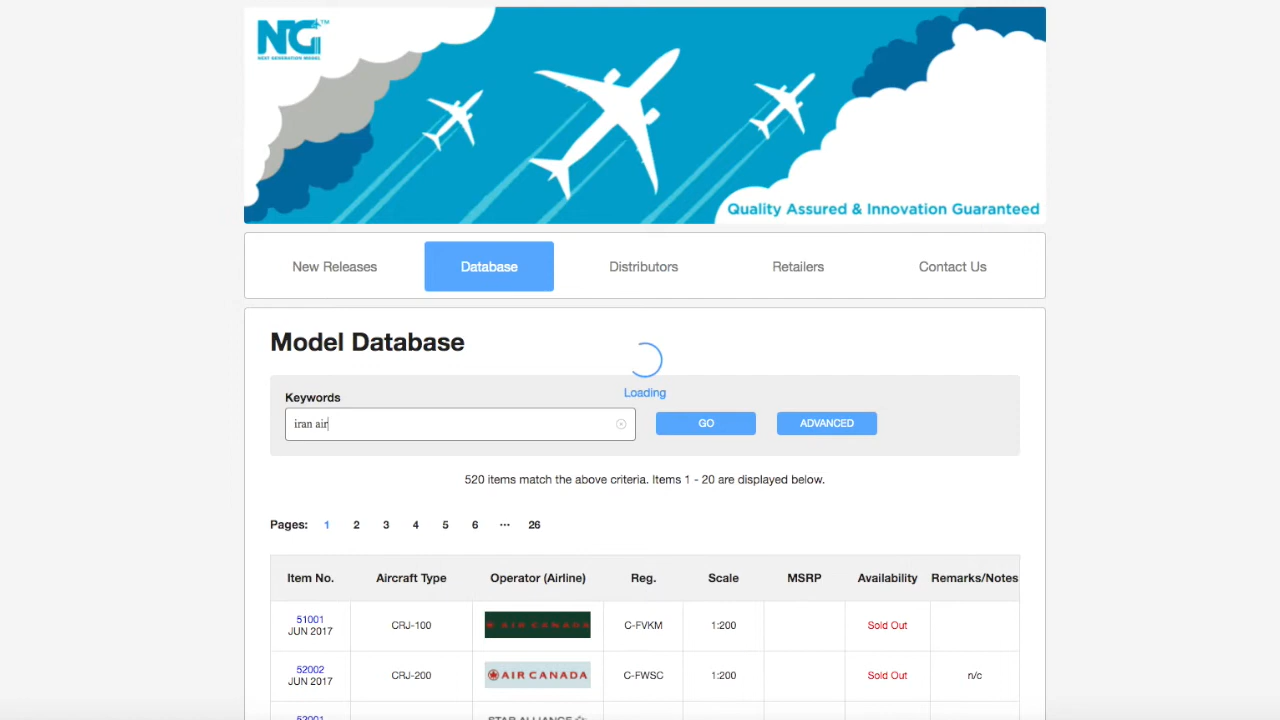 NG™
NEXT GENERATION MODEL
Quality Assured & Innovation Guaranteed
New Releases Database Distributors Retailers Contact Us
Model Database
Loading
Keywords
iran air GO ADVANCED
520 items match the above criteria. Items 1 - 20 are displayed below.
Pages: 1 2 3 4 5 6 ··· 26
Item No. Aircraft Type Operator (Airline) Reg. Scale MSRP Availability Remarks/Notes
51001
JUN 2017 CRJ-100 AIR CANADA C-FVKM 1:200 Sold Out
52002
JUN 2017 CRJ-200 AIR CANADA C-FWSC 1:200 Sold Out n/c
STAR ALLIANCE